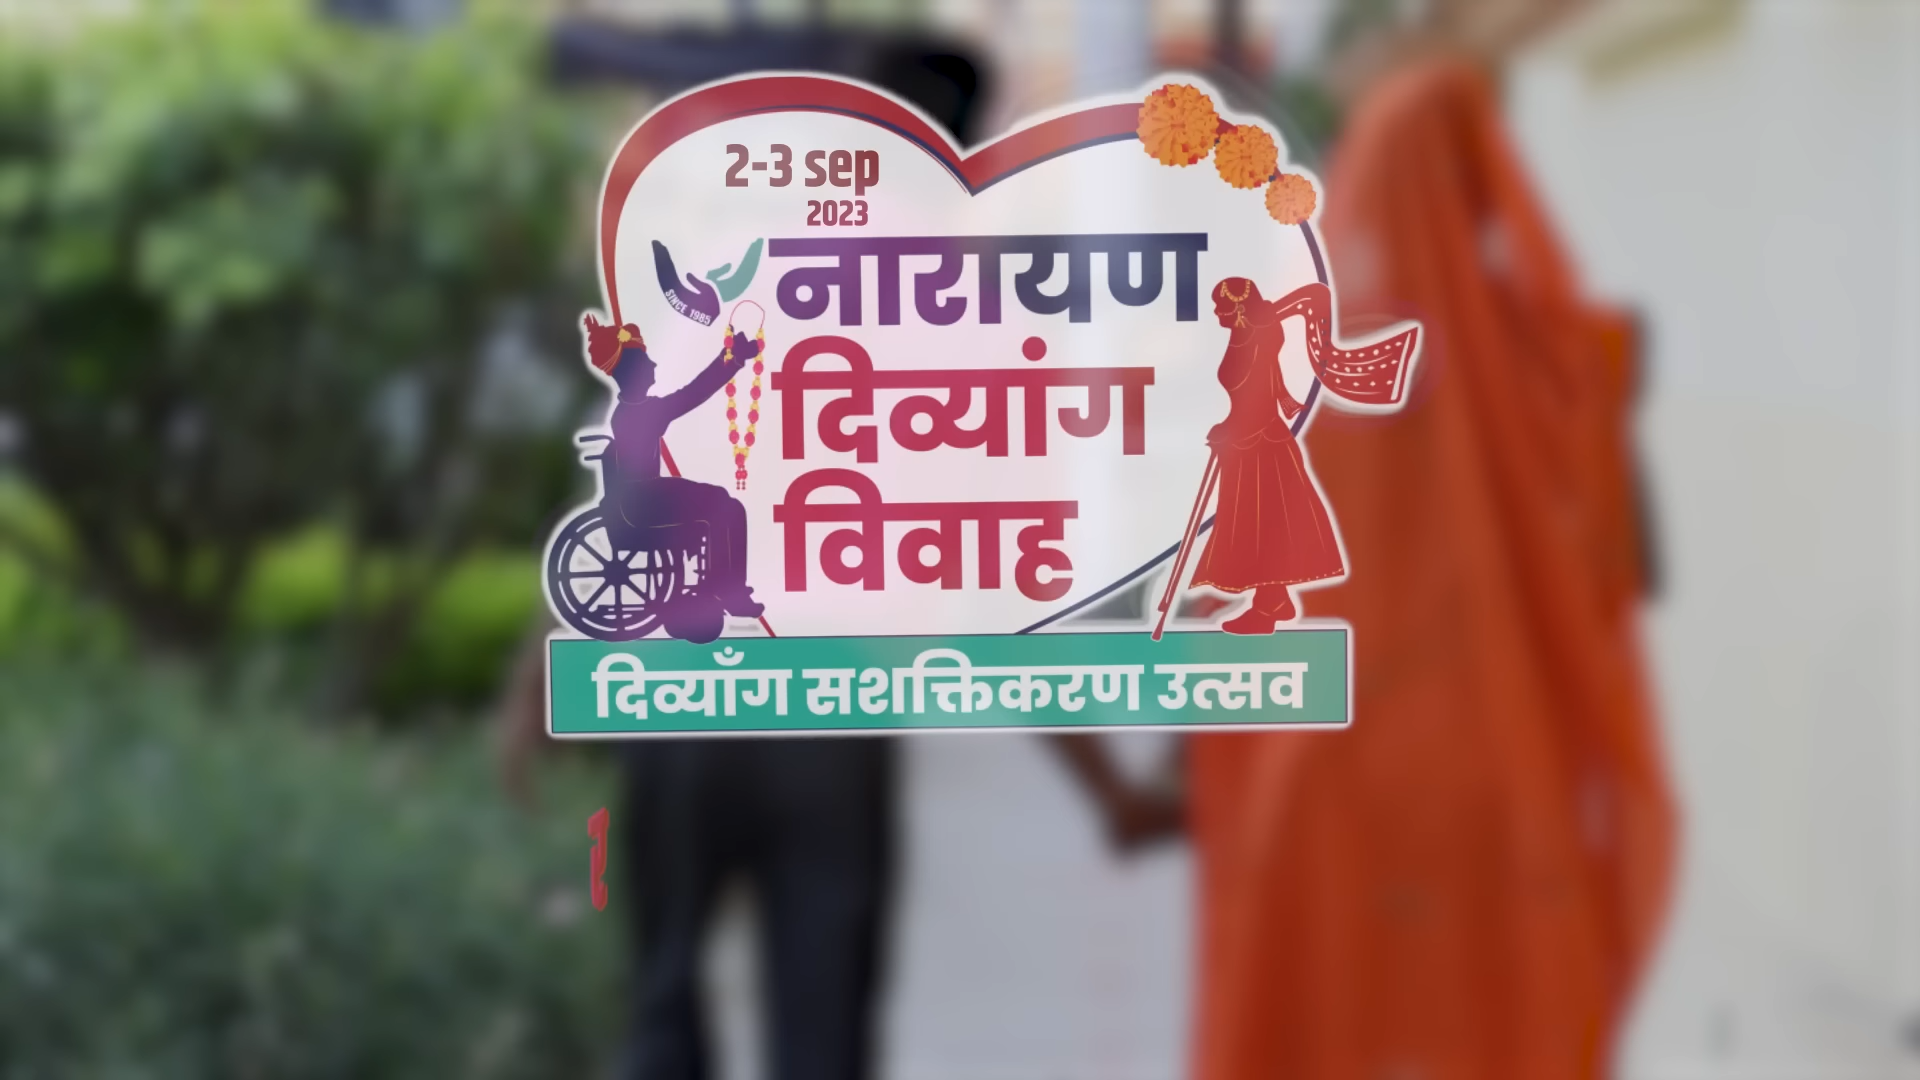 2-3 sep
2023
नारायण
SINCE 1985
दिव्यांग
विवाह
दिव्याँग सशक्तिकरण उत्सव
र